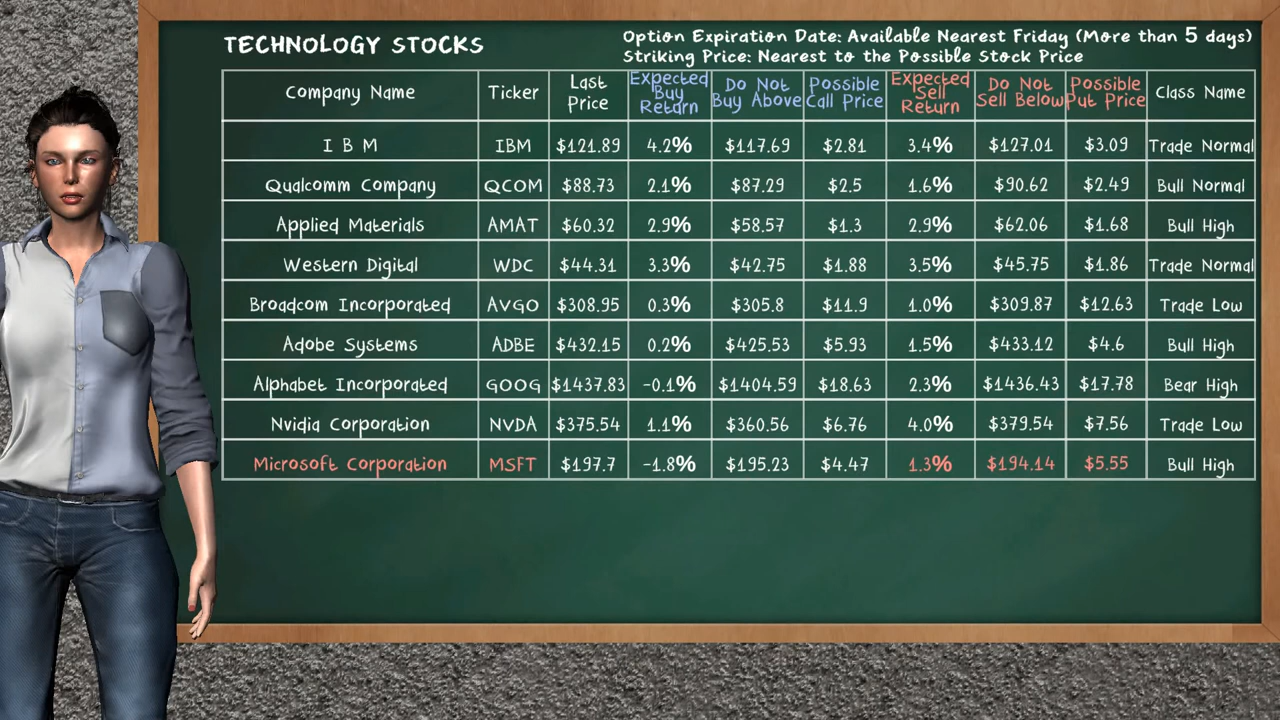 TECHNOLOGY STOCKS
Option Expiration Date: Available Nearest Friday (More than 5 days)
Striking Price: Nearest to the Possible Stock Price
Company Name Ticker Last Price Expected Buy Return Do Not Buy Above Possible Call Price Expected Sell Return Do Not Sell Below Possible Put Price Class Name
I B M IBM $121.89 4.2% $117.69 $2.81 3.4% $127.01 $3.09 Trade Normal
Qualcomm Company QCOM $88.73 2.1% $87.29 $2.5 1.6% $90.62 $2.49 Bull Normal
Applied Materials AMAT $60.32 2.9% $58.57 $1.3 2.9% $62.06 $1.68 Bull High
Western Digital WDC $44.31 3.3% $42.75 $1.88 3.5% $45.75 $1.86 Trade Normal
Broadcom Incorporated AVGO $308.95 0.3% $305.8 $11.9 1.0% $309.87 $12.63 Trade Low
Adobe Systems ADBE $432.15 0.2% $425.53 $5.93 1.5% $433.12 $4.6 Bull High
Alphabet Incorporated GOOG $1437.83 -0.1% $1404.59 $18.63 2.3% $1436.43 $17.78 Bear High
Nvidia Corporation NVDA $375.54 1.1% $360.56 $6.76 4.0% $379.54 $7.56 Trade Low
Microsoft Corporation MSFT $197.7 -1.8% $195.23 $4.47 1.3% $194.14 $5.55 Bull High